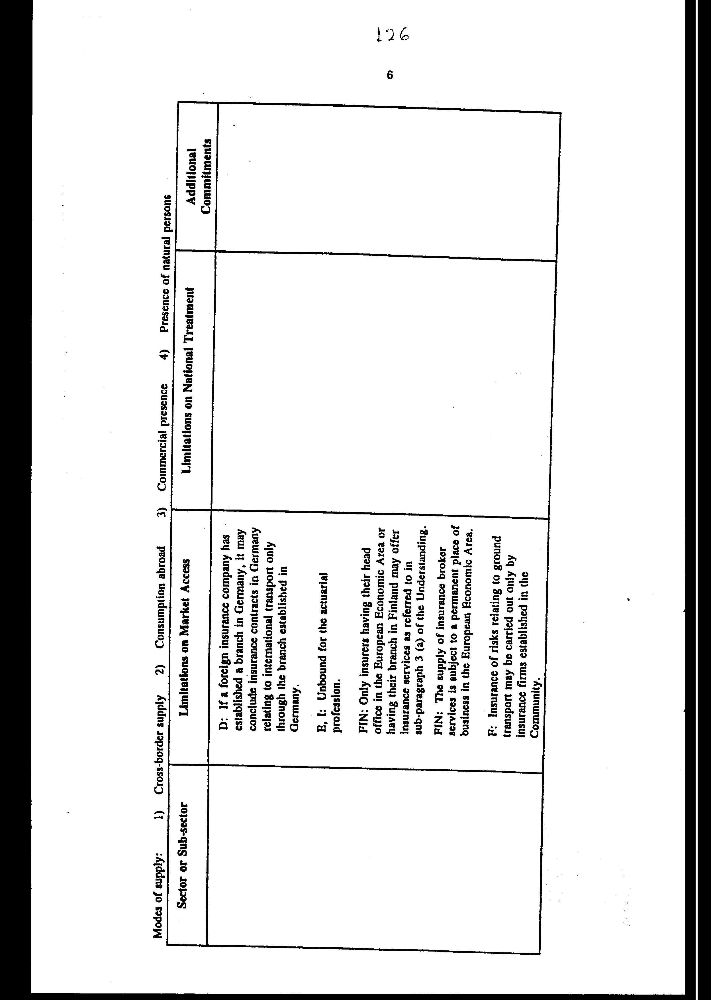 126
6
Modes of supply: 1) Cross-border supply 2) Consumption abroad 3) Commercial presence 4) Presence of natural persons
Sector or Sub-sector
Limitations on Market Access
Limitations on National Treatment
Additional
Commitments
D: If a foreign insurance company has
established a branch in Germany, it may
conclude insurance contracts in Germany
relating to international transport only
through the branch established in
Germany.
E, I: Unbound for the actuarial
profession.
FIN: Only insurers having their head
office in the European Economic Area or
having their branch in Finland may offer
insurance services as referred to in
sub-paragraph 3 (a) of the Understanding.
FIN: The supply of insurance broker
services is subject to a permanent place of
business in the European Economic Area.
F: Insurance of risks relating to ground
transport may be carried out only by
insurance firms established in the
Community.